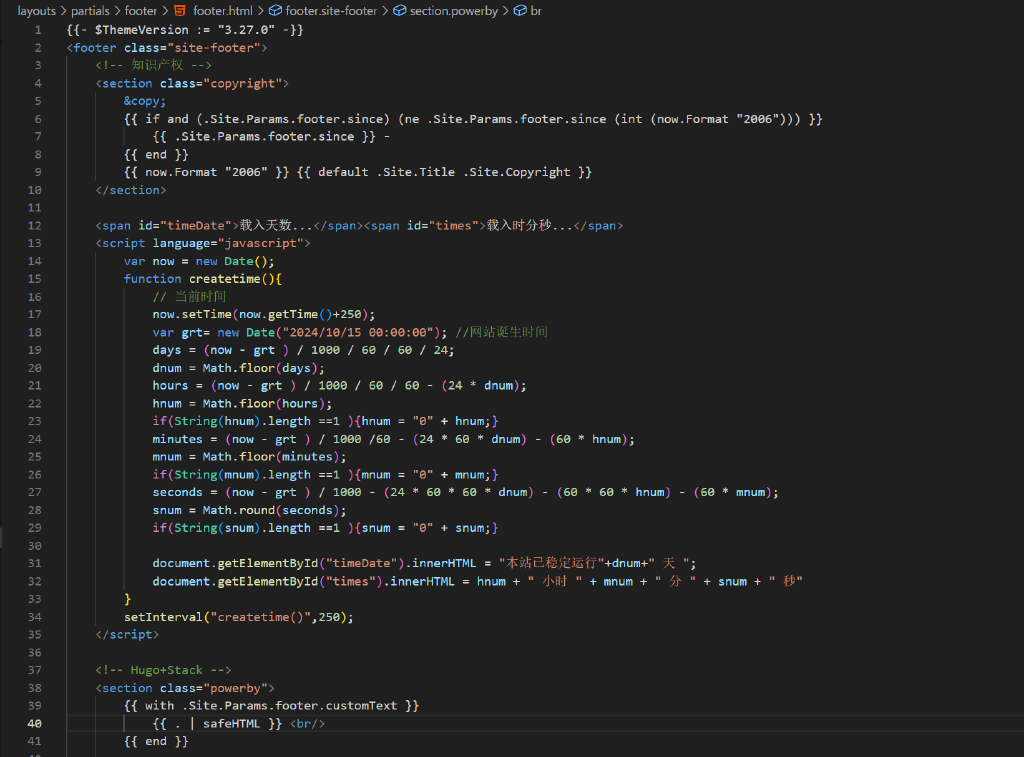 layouts > partials > footer > footer.html > footer.site-footer > section.powerby > br
1 {{- $ThemeVersion := "3.27.0" -}}
2 <footer class="site-footer">
3 <!-- 知识产权 -->
4 <section class="copyright">
5 &copy;
6 {{ if and (.Site.Params.footer.since) (ne .Site.Params.footer.since (int (now.Format "2006"))) }}
7 {{ .Site.Params.footer.since }} -
8 {{ end }}
9 {{ now.Format "2006" }} {{ default .Site.Title .Site.Copyright }}
10 </section>
11
12 <span id="timeDate">载入天数...</span><span id="times">载入时分秒...</span>
13 <script language="javascript">
14 var now = new Date();
15 function createtime(){
16 // 当前时间
17 now.setTime(now.getTime()+250);
18 var grt= new Date("2024/10/15 00:00:00"); //网站诞生时间
19 days = (now - grt ) / 1000 / 60 / 60 / 24;
20 dnum = Math.floor(days);
21 hours = (now - grt ) / 1000 / 60 / 60 - (24 * dnum);
22 hnum = Math.floor(hours);
23 if(String(hnum).length ==1 ){hnum = "0" + hnum;}
24 minutes = (now - grt ) / 1000 /60 - (24 * 60 * dnum) - (60 * hnum);
25 mnum = Math.floor(minutes);
26 if(String(mnum).length ==1 ){mnum = "0" + mnum;}
27 seconds = (now - grt ) / 1000 - (24 * 60 * 60 * dnum) - (60 * 60 * hnum) - (60 * mnum);
28 snum = Math.round(seconds);
29 if(String(snum).length ==1 ){snum = "0" + snum;}
30
31 document.getElementById("timeDate").innerHTML = "本站已稳定运行"+dnum+" 天 ";
32 document.getElementById("times").innerHTML = hnum + " 小时 " + mnum + " 分 " + snum + " 秒"
33 }
34 setInterval("createtime()",250);
35 </script>
36
37 <!-- Hugo+Stack -->
38 <section class="powerby">
39 {{ with .Site.Params.footer.customText }}
40 {{ . | safeHTML }} <br/>
41 {{ end }}